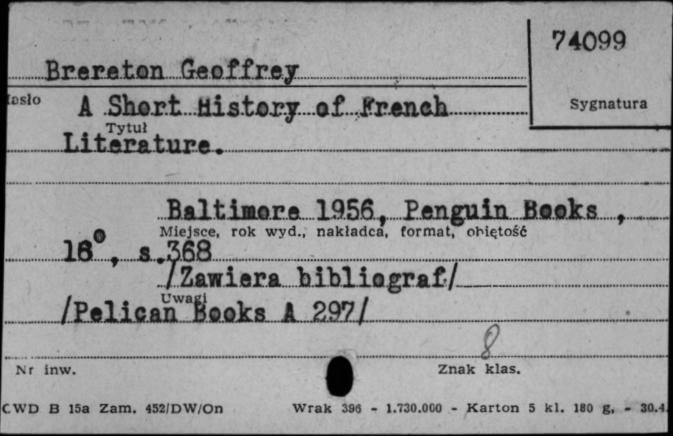 74099
Brereton Geoffrey
Hasło A Short History of French
Sygnatura
Tytuł
Literature.
Baltimore 1956, Penguin Books ,
Miejsce, rok wyd., nakładca, format, objętość
16°, s.368
/Zawiera bibliograf/
Uwagi
/Pelican Books A 297/
8
Nr inw.
Znak klas.
CWD B 15a Zam. 452/DW/On Wrak 396 - 1.730.000 - Karton 5 kl. 180 g, - 30.4